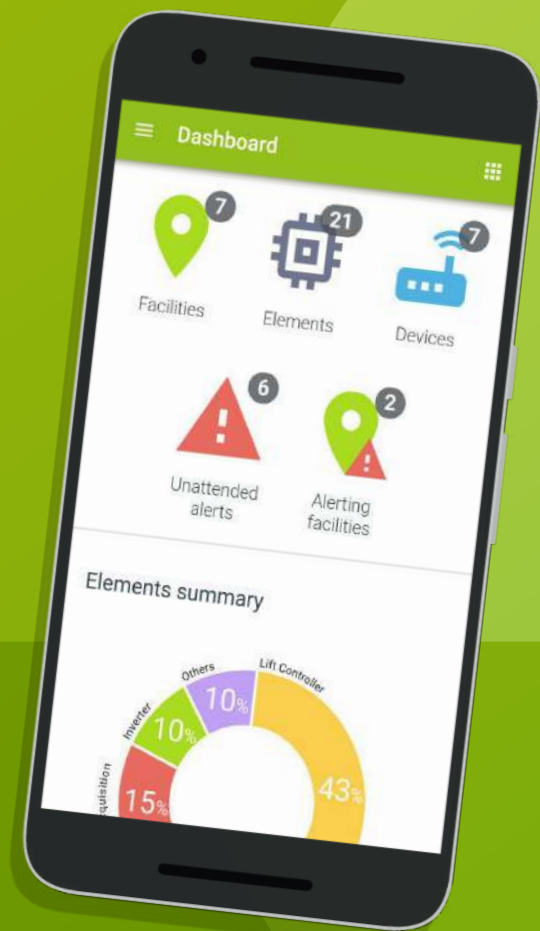 Dashboard
7
21
7
Facilities
Elements
Devices
6
2
Unattended
alerts
Alerting
facilities
Elements summary
Others
Lift Controller
Inverter
10%
10%
43%
15%
quisition